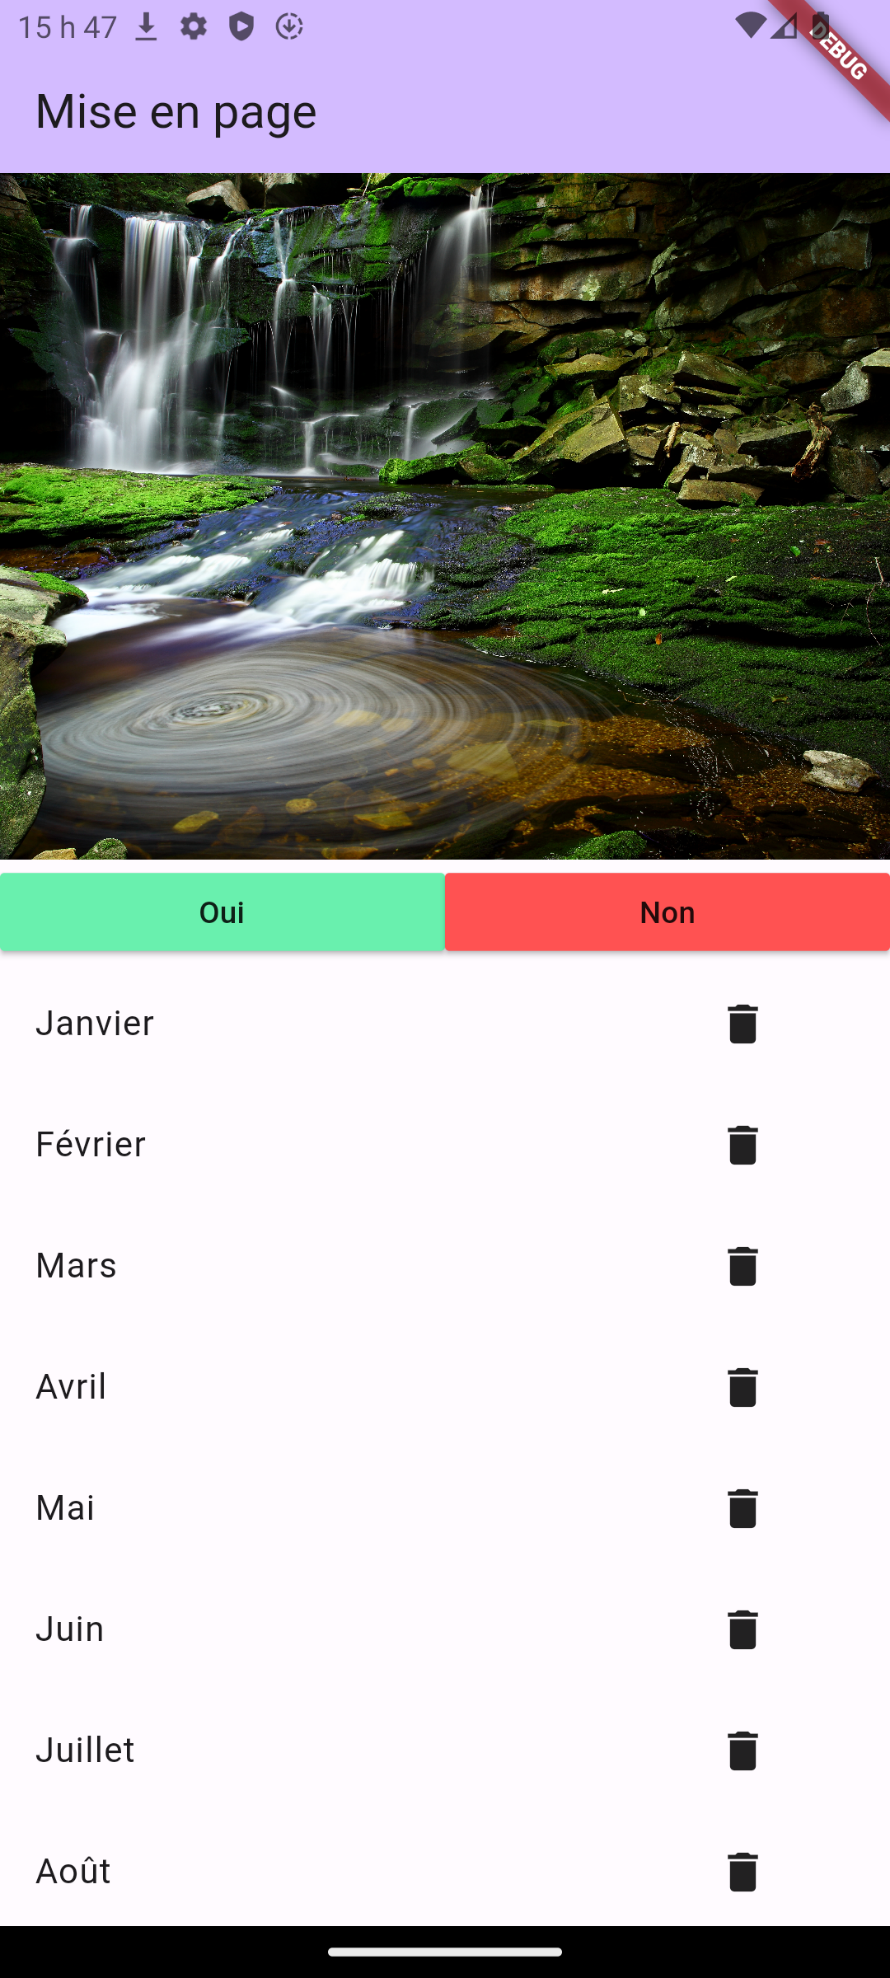 15 h 47
DEBUG
Mise en page
Oui
Non
Janvier
Février
Mars
Avril
Mai
Juin
Juillet
Août